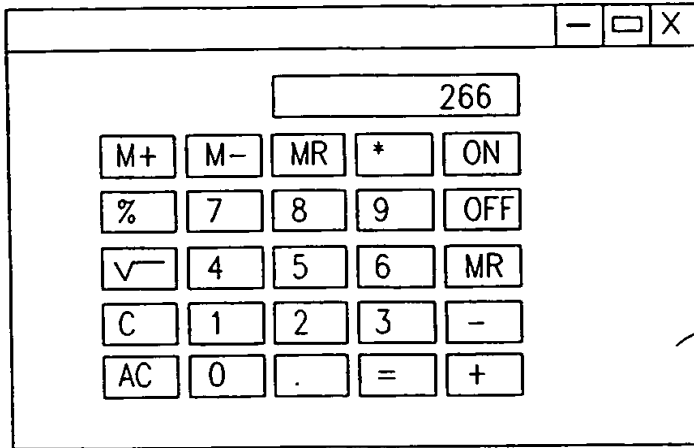 — X
266
M+ M− MR * ON
% 7 8 9 OFF
√ 4 5 6 MR
C 1 2 3 −
AC 0 . = +